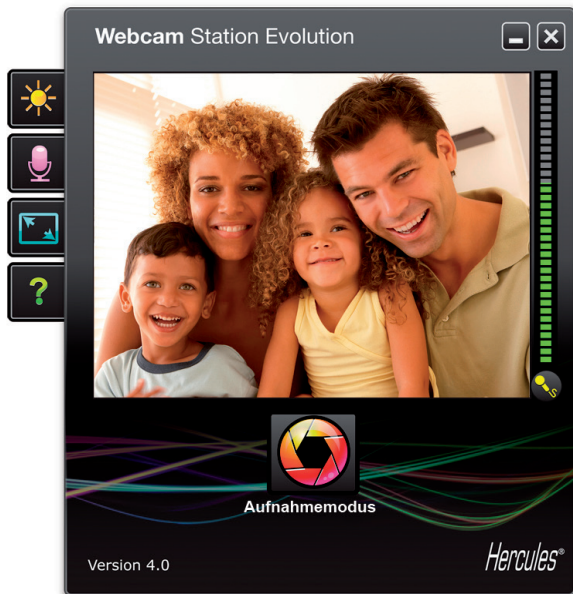 Webcam Station Evolution
?
S
Aufnahmemodus
Version 4.0
Hercules®